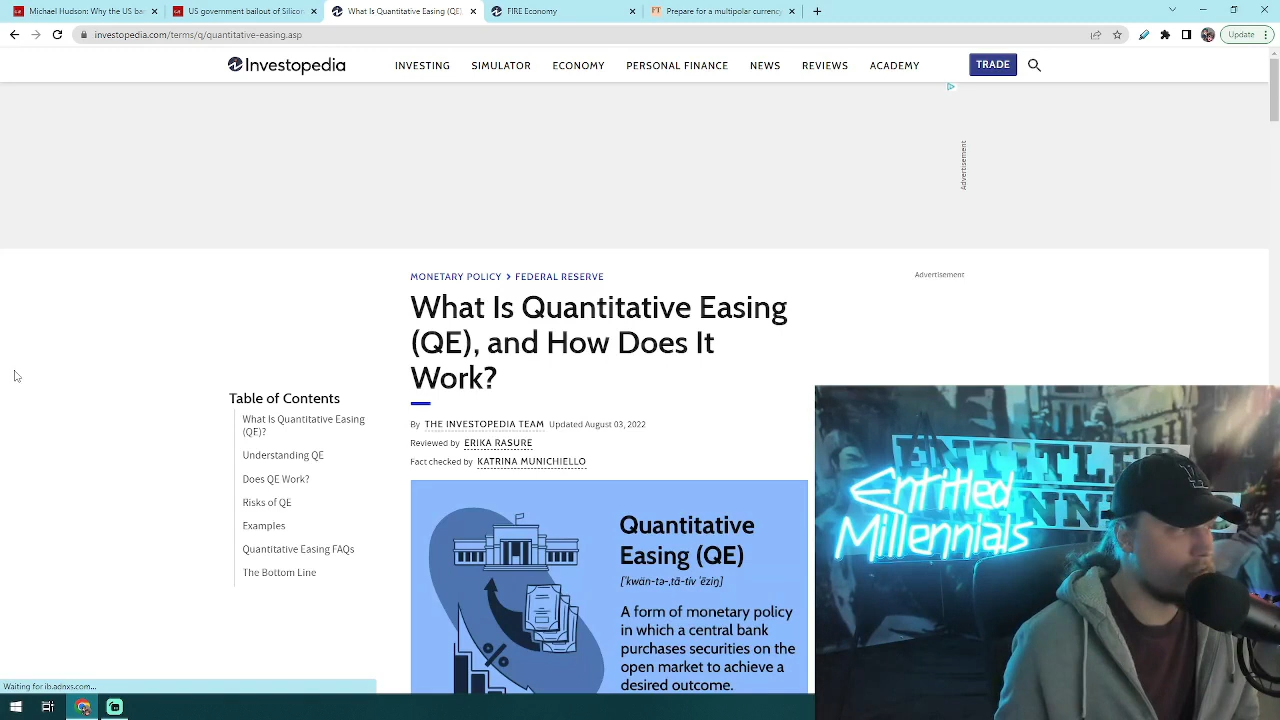 Michael Hudson: Why the US ba
US government bailout of Silicon
What Is Quantitative Easing (QE)
FIRE Economy
FT Prepare for a multipolar currency
investopedia.com/terms/q/quantitative-easing.asp
Update
Investopedia
INVESTING
SIMULATOR
ECONOMY
PERSONAL FINANCE
NEWS
REVIEWS
ACADEMY
TRADE
Advertisement
MONETARY POLICY > FEDERAL RESERVE
Advertisement
What Is Quantitative Easing
(QE), and How Does It
Work?
By THE INVESTOPEDIA TEAM Updated August 03, 2022
Reviewed by ERIKA RASURE
Fact checked by KATRINA MUNICHIELLO
Table of Contents
What Is Quantitative Easing
(QE)?
Understanding QE
Does QE Work?
Risks of QE
Examples
Quantitative Easing FAQs
The Bottom Line
Quantitative
Easing (QE)
[ˈkwän-tə-ˌtā-tiv ˈēziŋ]
A form of monetary policy
in which a central bank
purchases securities on the
open market to achieve a
desired outcome.
%
Entitled
Millennials
Waiting for ib.adnxs.com...